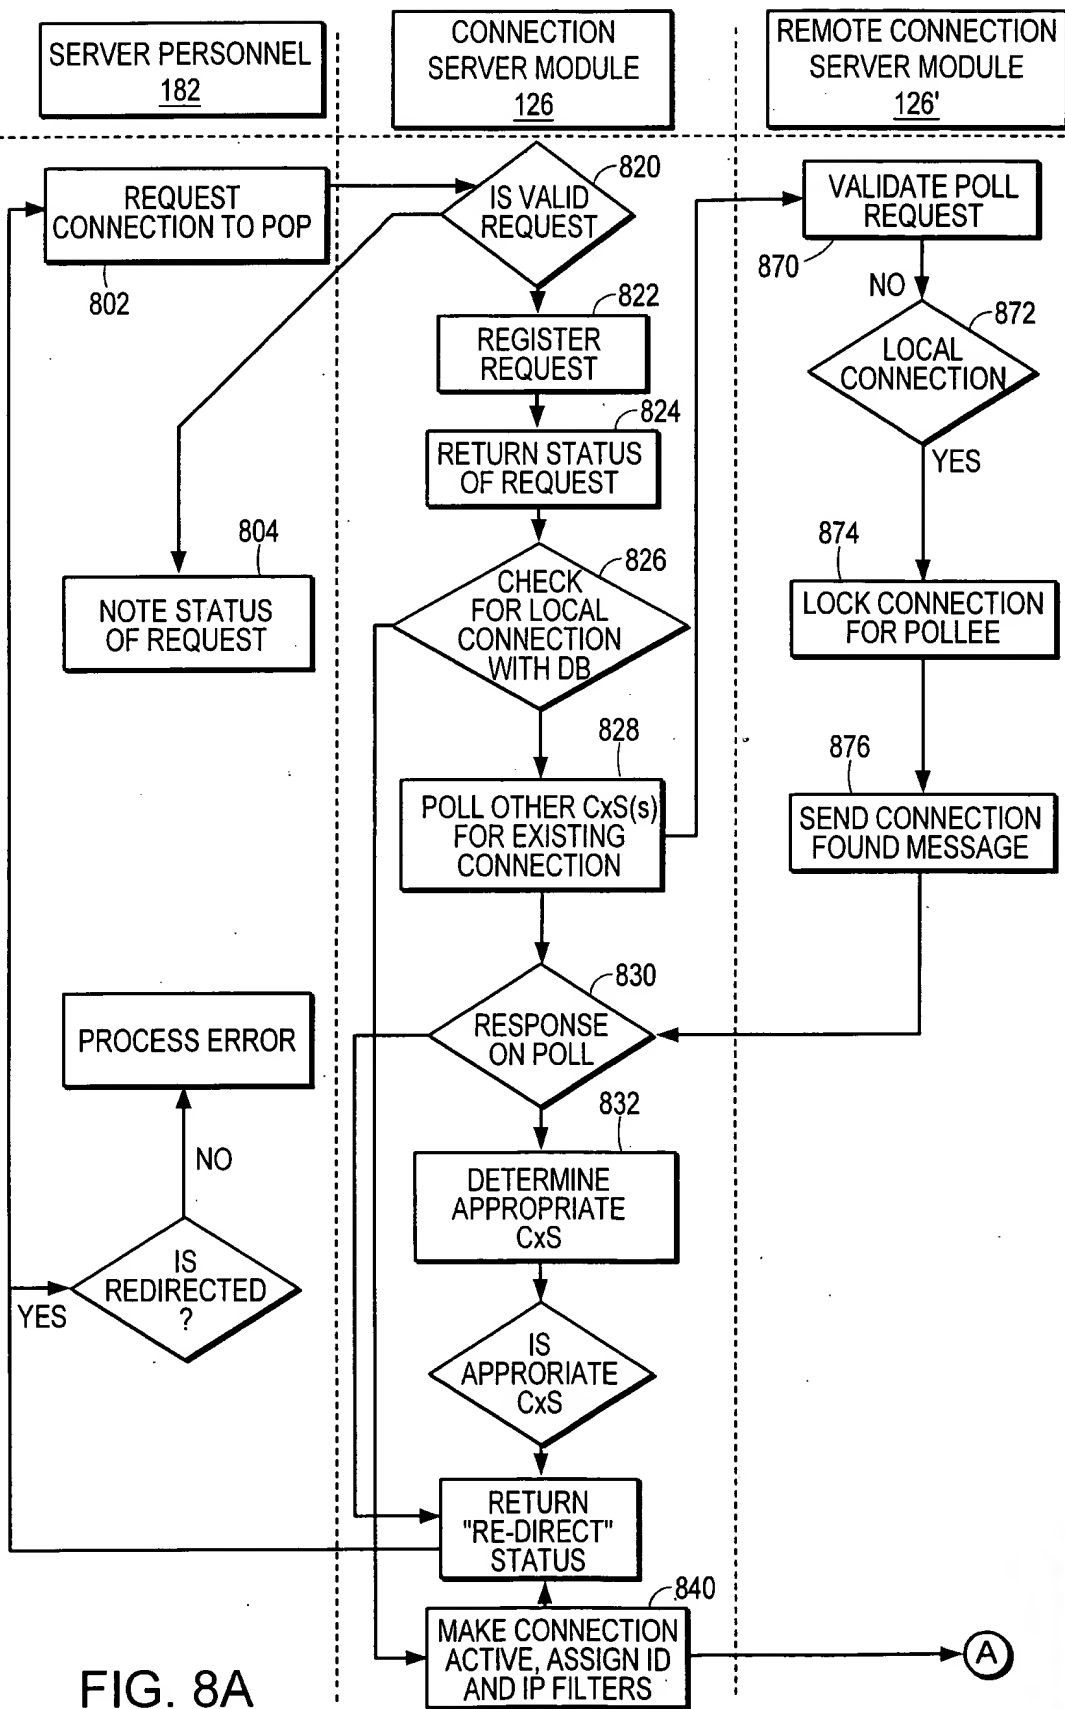 SERVER PERSONNEL
182
CONNECTION
SERVER MODULE
126
REMOTE CONNECTION
SERVER MODULE
126'
REQUEST
CONNECTION TO POP
802
IS VALID
REQUEST
820
VALIDATE POLL
REQUEST
870
NO
822
REGISTER
REQUEST
872
LOCAL
CONNECTION
YES
824
RETURN STATUS
OF REQUEST
804
NOTE STATUS
OF REQUEST
826
CHECK
FOR LOCAL
CONNECTION
WITH DB
874
LOCK CONNECTION
FOR POLLEE
828
POLL OTHER CxS(s)
FOR EXISTING
CONNECTION
876
SEND CONNECTION
FOUND MESSAGE
830
RESPONSE
ON POLL
PROCESS ERROR
NO
832
DETERMINE
APPROPRIATE
CxS
IS
REDIRECTED
?
YES
IS
APPRORIATE
CxS
RETURN
"RE-DIRECT"
STATUS
840
MAKE CONNECTION
ACTIVE, ASSIGN ID
AND IP FILTERS
A
FIG. 8A